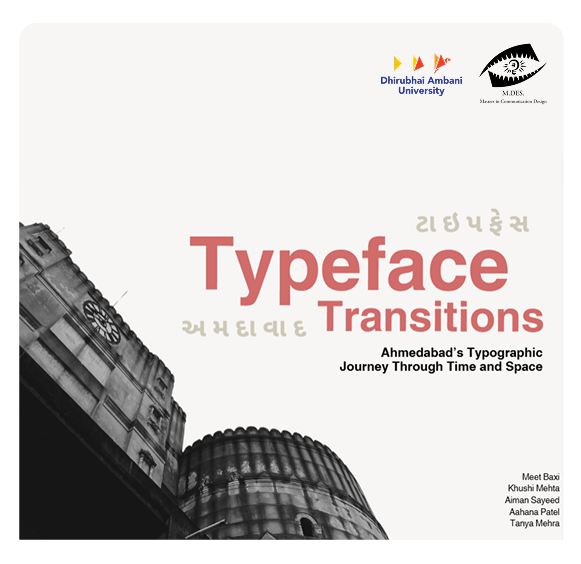 Dhirubhai Ambani
University
M.DES.
Masters in Communication Design
ટાઇપફેસ
Typeface
અમદાવાદ
Transitions
Ahmedabad's Typographic
Journey Through Time and Space
Meet Baxi
Khushi Mehta
Aiman Sayeed
Aahana Patel
Tanya Mehra